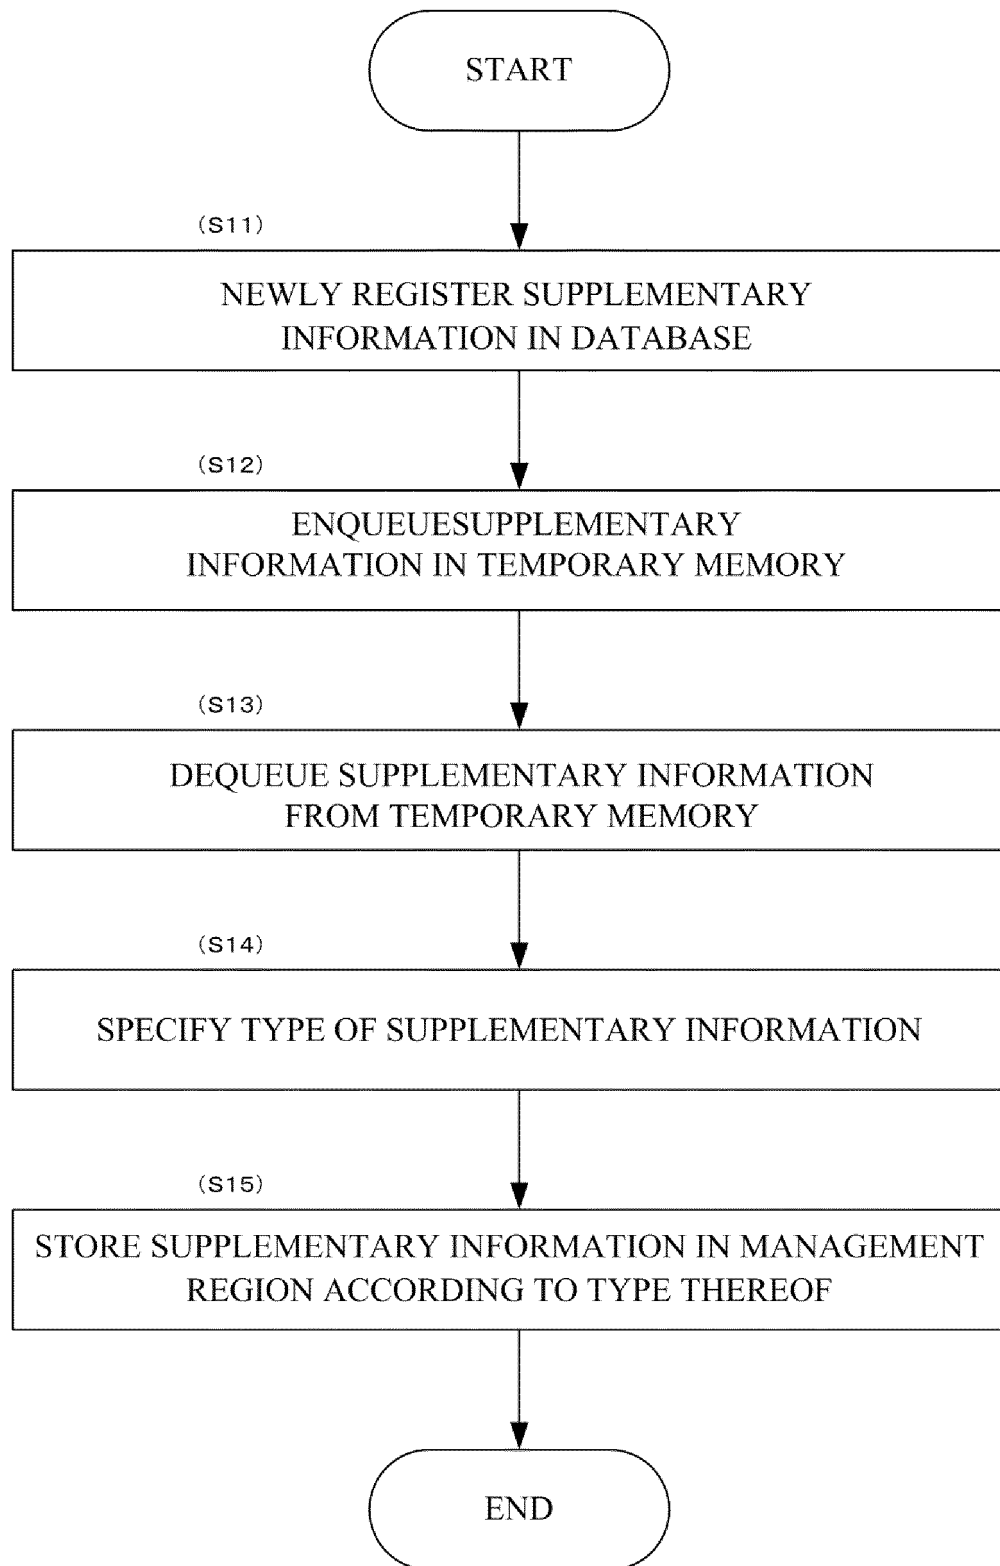 START
(S11)
NEWLY REGISTER SUPPLEMENTARY
INFORMATION IN DATABASE
(S12)
ENQUEUESUPPLEMENTARY
INFORMATION IN TEMPORARY MEMORY
(S13)
DEQUEUE SUPPLEMENTARY INFORMATION
FROM TEMPORARY MEMORY
(S14)
SPECIFY TYPE OF SUPPLEMENTARY INFORMATION
(S15)
STORE SUPPLEMENTARY INFORMATION IN MANAGEMENT
REGION ACCORDING TO TYPE THEREOF
END